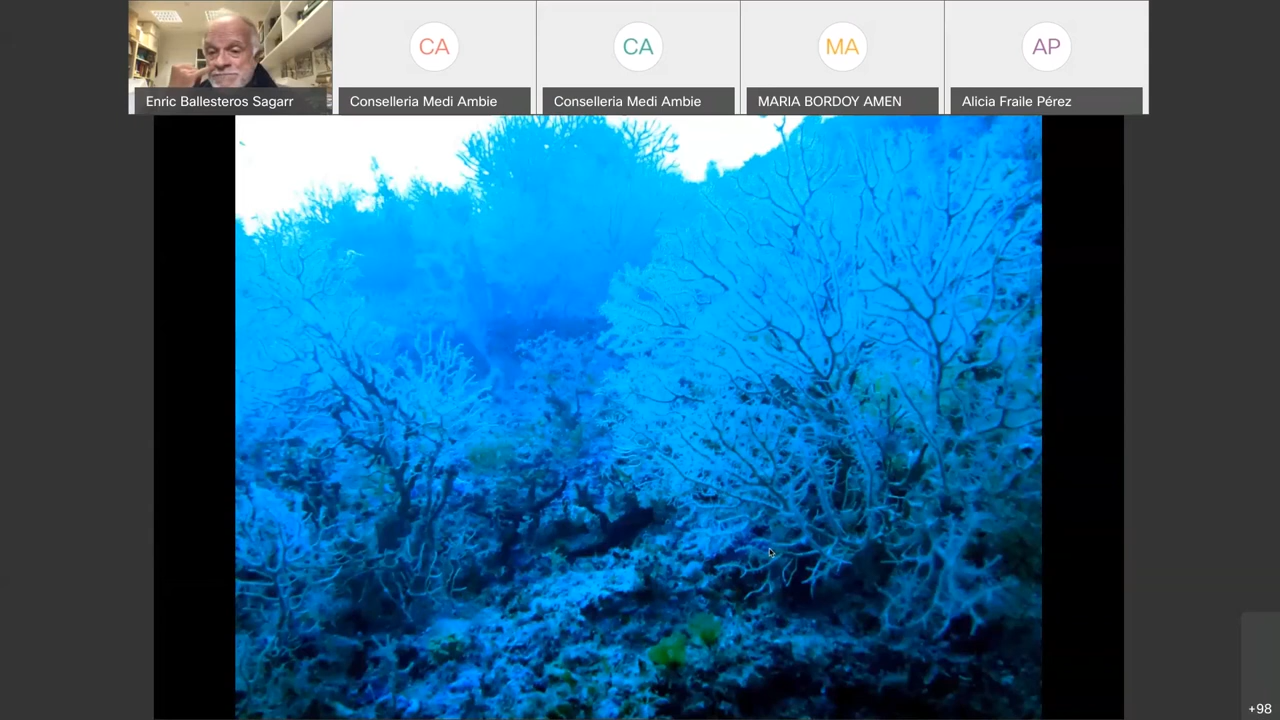 CA
CA
MA
AP
Enric Ballesteros Sagarr
Conselleria Medi Ambie
Conselleria Medi Ambie
MARIA BORDOY AMEN
Alicia Fraile Pérez
+98